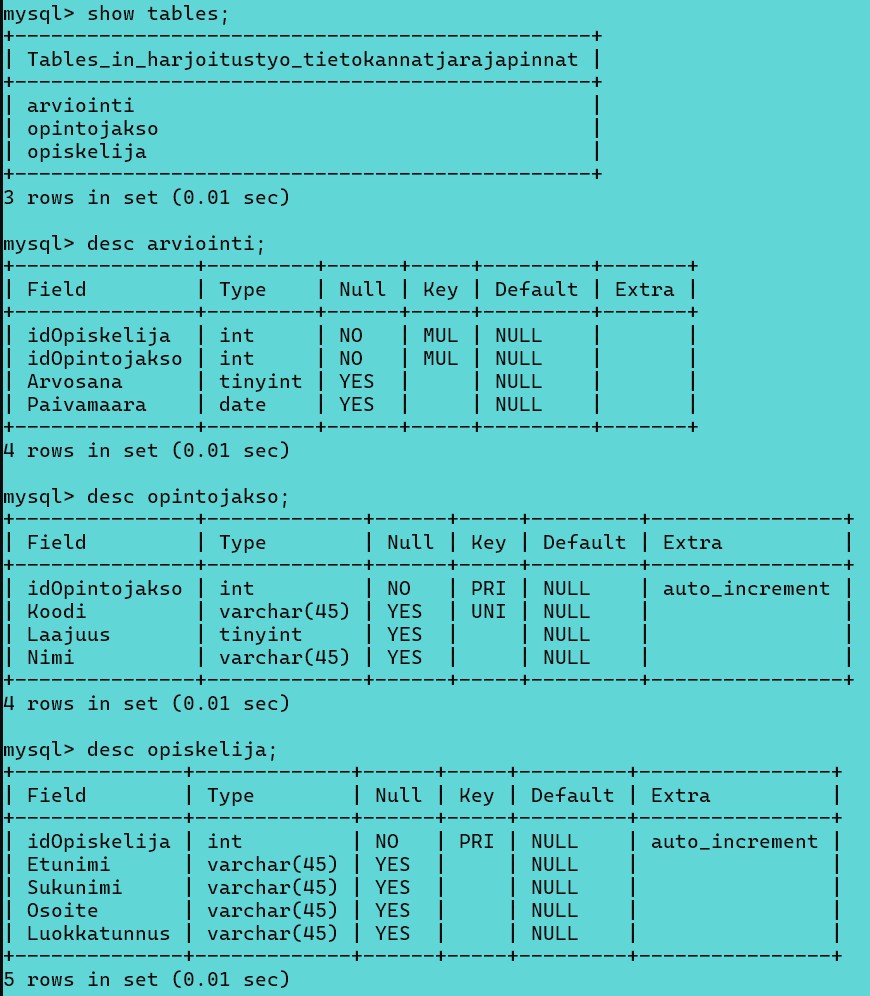 mysql> show tables;
+------------------------------------------------+
| Tables_in_harjoitustyo_tietokannatjarajapinnat |
+------------------------------------------------+
| arviointi                                      |
| opintojakso                                    |
| opiskelija                                     |
+------------------------------------------------+
3 rows in set (0.01 sec)

mysql> desc arviointi;
+---------------+---------+------+-----+---------+-------+
| Field         | Type    | Null | Key | Default | Extra |
+---------------+---------+------+-----+---------+-------+
| idOpiskelija  | int     | NO   | MUL | NULL    |       |
| idOpintojakso | int     | NO   | MUL | NULL    |       |
| Arvosana      | tinyint | YES  |     | NULL    |       |
| Paivamaara    | date    | YES  |     | NULL    |       |
+---------------+---------+------+-----+---------+-------+
4 rows in set (0.01 sec)

mysql> desc opintojakso;
+---------------+-------------+------+-----+---------+----------------+
| Field         | Type        | Null | Key | Default | Extra          |
+---------------+-------------+------+-----+---------+----------------+
| idOpintojakso | int         | NO   | PRI | NULL    | auto_increment |
| Koodi         | varchar(45) | YES  | UNI | NULL    |                |
| Laajuus       | tinyint     | YES  |     | NULL    |                |
| Nimi          | varchar(45) | YES  |     | NULL    |                |
+---------------+-------------+------+-----+---------+----------------+
4 rows in set (0.01 sec)

mysql> desc opiskelija;
+--------------+-------------+------+-----+---------+----------------+
| Field        | Type        | Null | Key | Default | Extra          |
+--------------+-------------+------+-----+---------+----------------+
| idOpiskelija | int         | NO   | PRI | NULL    | auto_increment |
| Etunimi      | varchar(45) | YES  |     | NULL    |                |
| Sukunimi     | varchar(45) | YES  |     | NULL    |                |
| Osoite       | varchar(45) | YES  |     | NULL    |                |
| Luokkatunnus | varchar(45) | YES  |     | NULL    |                |
+--------------+-------------+------+-----+---------+----------------+
5 rows in set (0.01 sec)